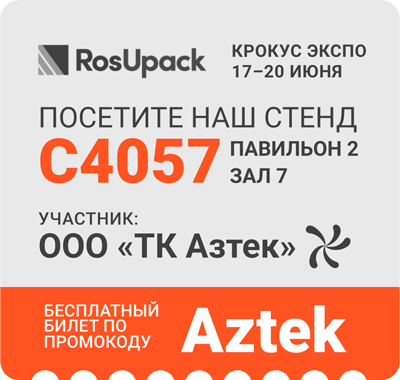 RosUpack
КРОКУС ЭКСПО
17–20 ИЮНЯ
ПОСЕТИТЕ НАШ СТЕНД
C4057
ПАВИЛЬОН 2
ЗАЛ 7
УЧАСТНИК:
ООО «ТК Азтек»
БЕСПЛАТНЫЙ
БИЛЕТ ПО
ПРОМОКОДУ
Aztek